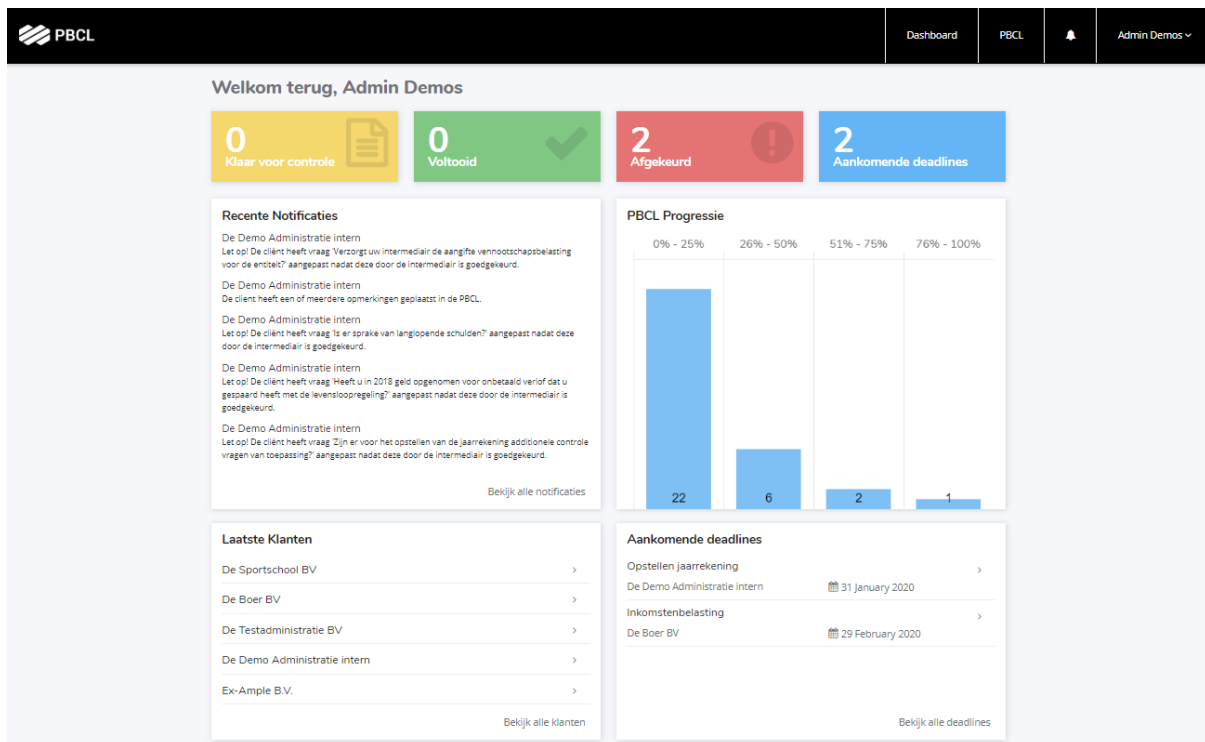 PBCL
Dashboard
PBCL
Admin Demos
Welkom terug, Admin Demos
0
Klaar voor controle
0
Voltooid
2
Afgekeurd
2
Aankomende deadlines
Recente Notificaties
De Demo Administratie intern
Let op! De cliënt heeft vraag 'Verzorgt uw intermediair de aangifte vennootschapsbelasting
voor de entiteit?' aangepast nadat deze door de intermediair is goedgekeurd.
De Demo Administratie intern
De client heeft een of meerdere opmerkingen geplaatst in de PBCL.
De Demo Administratie intern
Let op! De cliënt heeft vraag 'Is er sprake van langlopende schulden?' aangepast nadat deze
door de intermediair is goedgekeurd.
De Demo Administratie intern
Let op! De cliënt heeft vraag 'Heeft u in 2018 geld opgenomen voor onbetaald verlof dat u
gespaard heeft met de levensloopregeling?' aangepast nadat deze door de intermediair is
goedgekeurd.
De Demo Administratie intern
Let op! De cliënt heeft vraag 'Zijn er voor het opstellen van de jaarrekening additionele controle
vragen van toepassing?' aangepast nadat deze door de intermediair is goedgekeurd.
Bekijk alle notificaties
PBCL Progressie
0% - 25% 26% - 50% 51% - 75% 76% - 100%
22 6 2 1
Laatste Klanten
De Sportschool BV
De Boer BV
De Testadministratie BV
De Demo Administratie intern
Ex-Ample B.V.
Bekijk alle klanten
Aankomende deadlines
Opstellen jaarrekening
De Demo Administratie intern 31 January 2020
Inkomstenbelasting
De Boer BV 29 February 2020
Bekijk alle deadlines